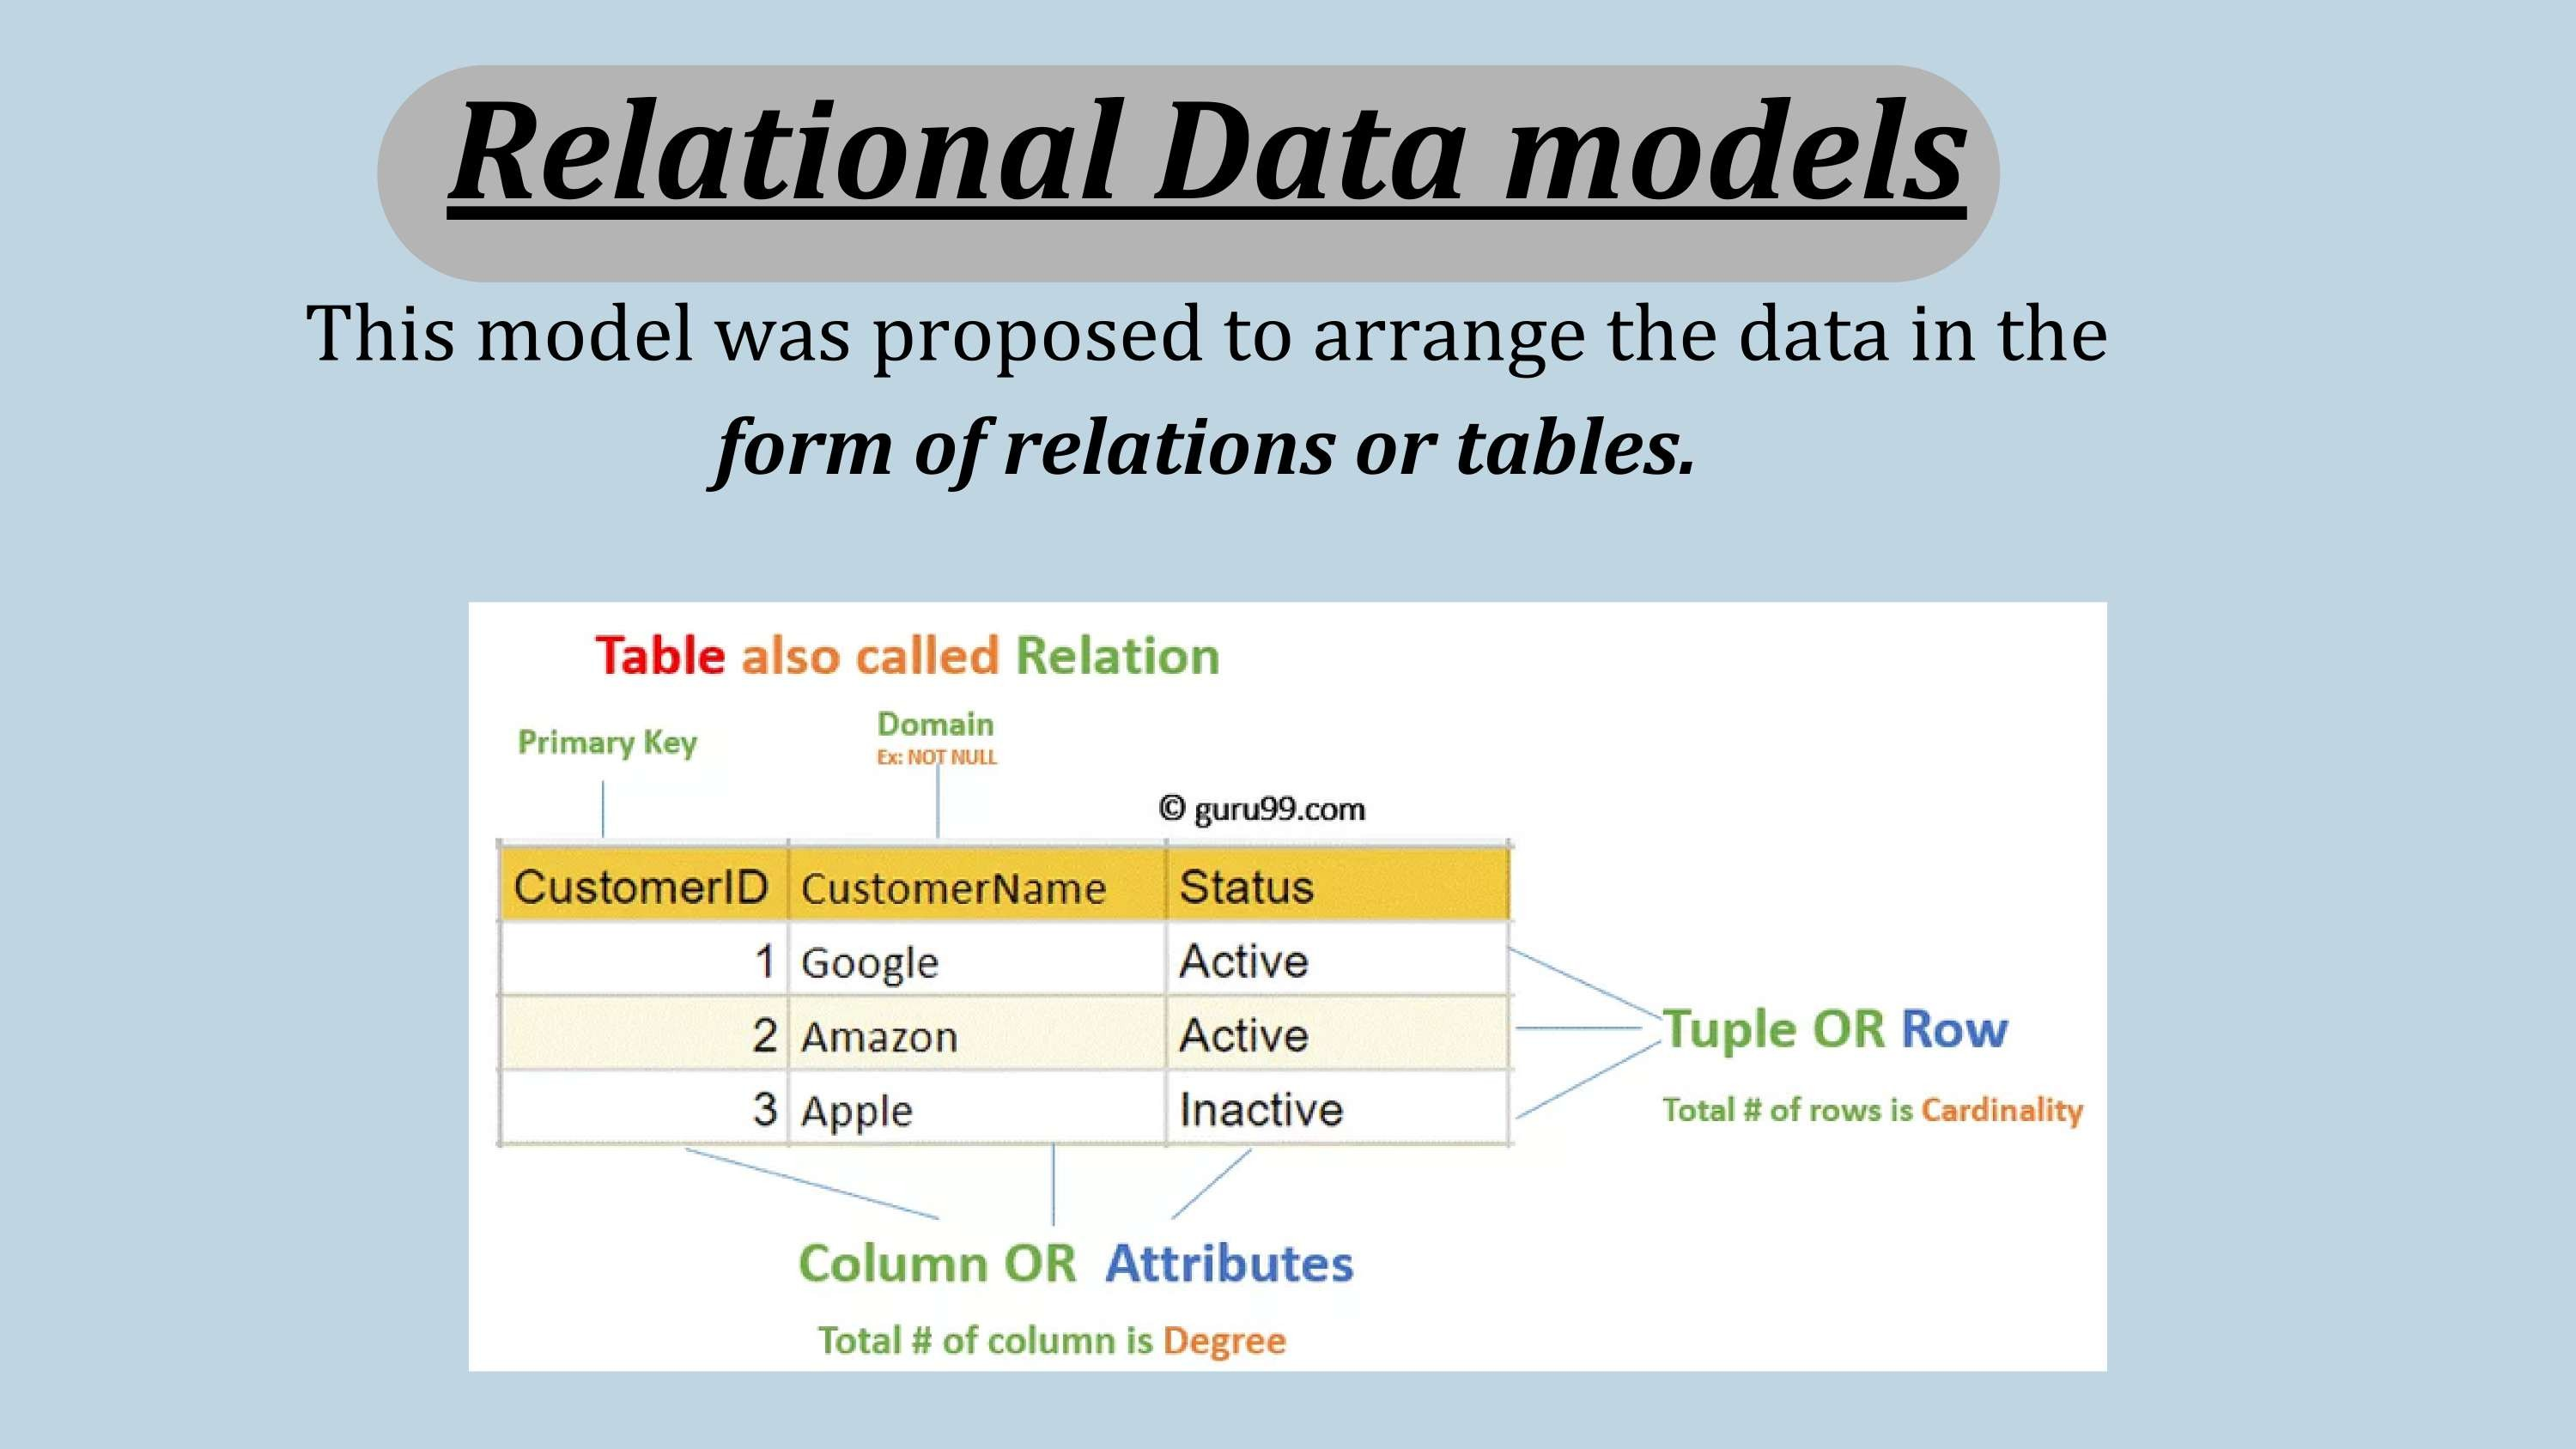 Relational Data models
This model was proposed to arrange the data in the
form of relations or tables.
Table also called Relation
Primary Key
Domain
Ex: NOT NULL
© guru99.com
CustomerID CustomerName Status
1 Google Active
2 Amazon Active
3 Apple Inactive
Tuple OR Row
Total # of rows is Cardinality
Column OR Attributes
Total # of column is Degree